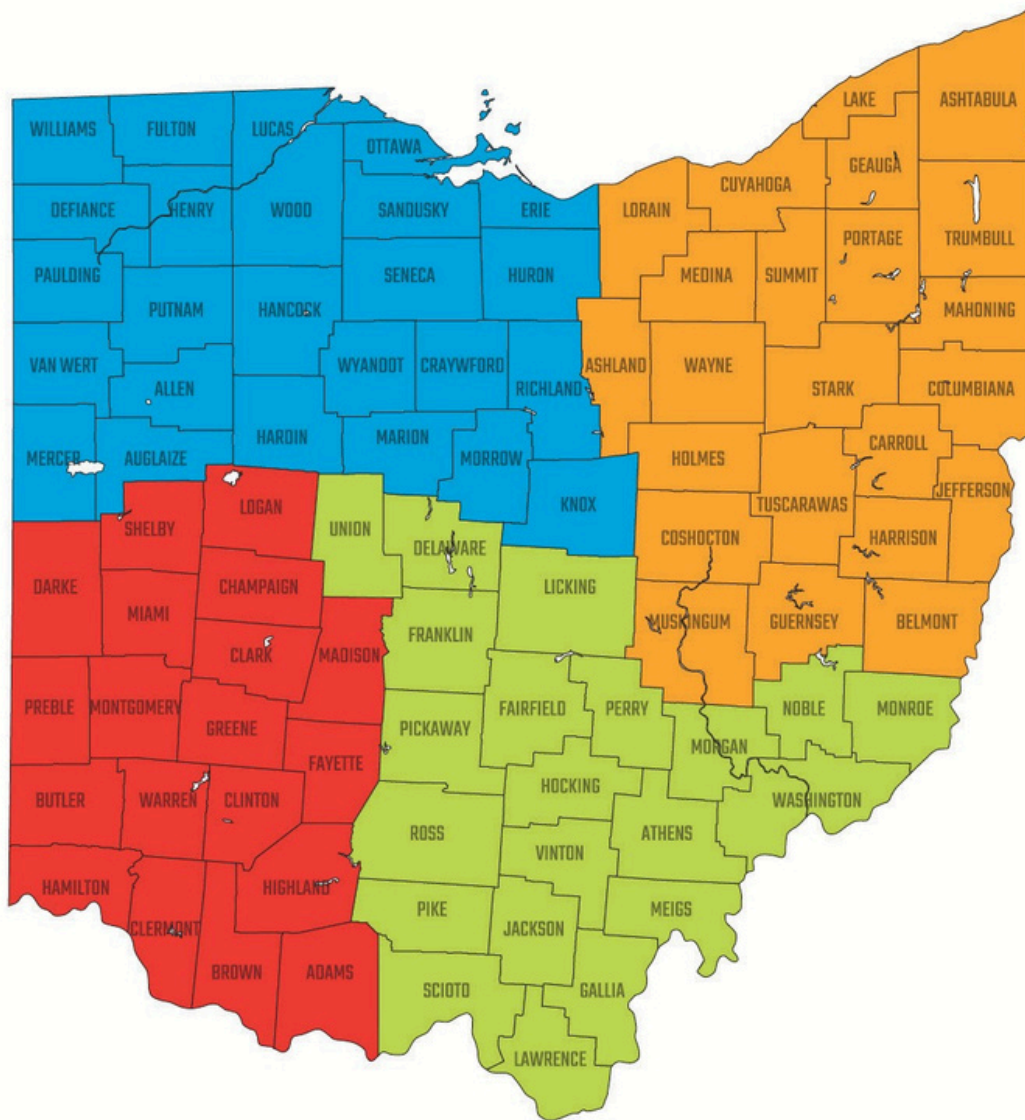 LAKE
ASHTABULA
WILLIAMS
FULTON
LUCAS
OTTAWA
GEAUGA
CUYAHOGA
DEFIANCE
HENRY
WOOD
SANDUSKY
ERIE
LORAIN
PORTAGE
TRUMBULL
PAULDING
SENECA
HURON
MEDINA
SUMMIT
PUTNAM
HANCOCK
MAHONING
VAN WERT
WYANDOT
CRAYWFORD
ASHLAND
WAYNE
ALLEN
RICHLAND
STARK
COLUMBIANA
HARDIN
MARION
CARROLL
MERCER
AUGLAIZE
MORROW
HOLMES
JEFFERSON
LOGAN
KNOX
TUSCARAWAS
SHELBY
UNION
DELAWARE
COSHOCTON
HARRISON
DARKE
CHAMPAIGN
LICKING
MIAMI
FRANKLIN
MUSKINGUM
GUERNSEY
BELMONT
CLARK
MADISON
PREBLE
MONTGOMERY
GREENE
PICKAWAY
FAIRFIELD
PERRY
NOBLE
MONROE
MORGAN
FAYETTE
HOCKING
BUTLER
WARREN
CLINTON
WASHINGTON
ROSS
ATHENS
VINTON
HAMILTON
HIGHLAND
PIKE
MEIGS
CLERMONT
JACKSON
BROWN
ADAMS
SCIOTO
GALLIA
LAWRENCE